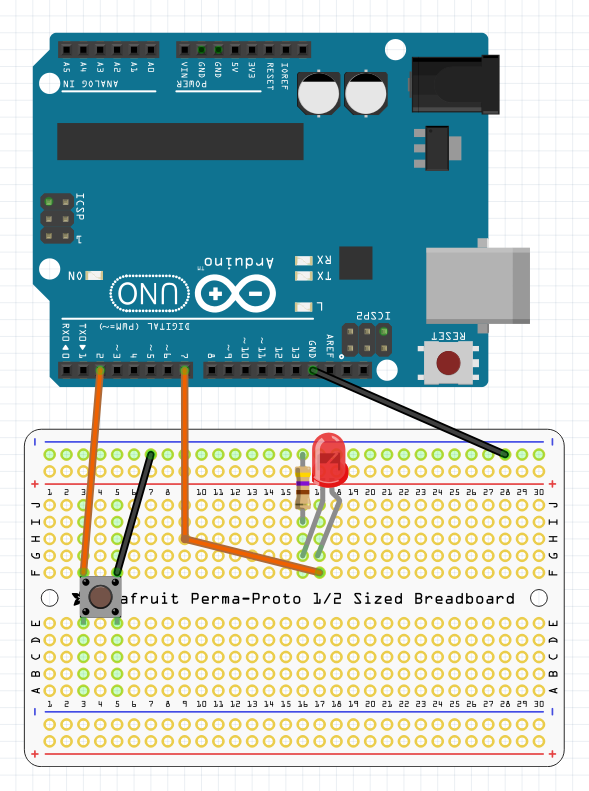 A5 A4 A3 A2 A1 A0 VIN GND GND 5V 3V3 RESET IOREF
ANALOG IN POWER
ICSP
1
Arduino
™
RX
TX
ON
UNO
L
ICSP2
DIGITAL (PWM=~)
RX0◄0 TX0►1 2 ~3 4 ~5 ~6 7 8 ~9 ~10 ~11 12 13 GND AREF
RESET
- -
+ +
1 2 3 4 5 6 7 8 9 10 11 12 13 14 15 16 17 18 19 20 21 22 23 24 25 26 27 28 29 30
J J
I I
H H
G G
F F
afruit Perma-Proto 1/2 Sized Breadboard
E E
D D
C C
B B
A A
1 2 3 4 5 6 7 8 9 10 11 12 13 14 15 16 17 18 19 20 21 22 23 24 25 26 27 28 29 30
- -
+ +